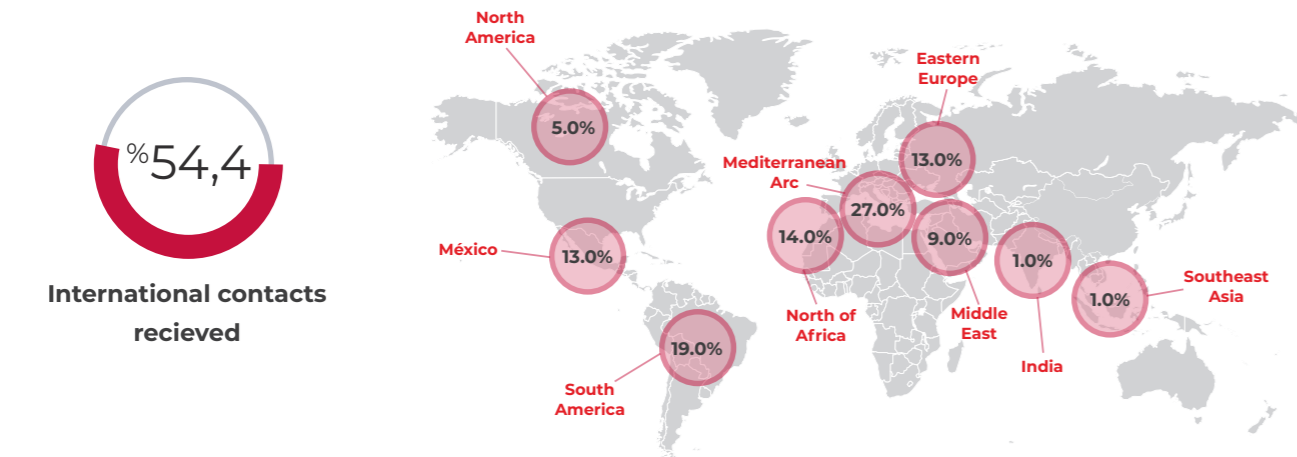 %54,4
International contacts
recieved
North
America
5.0%
México
13.0%
South
America
19.0%
Mediterranean
Arc
27.0%
Eastern
Europe
13.0%
14.0%
North of
Africa
9.0%
Middle
East
1.0%
India
1.0%
Southeast
Asia